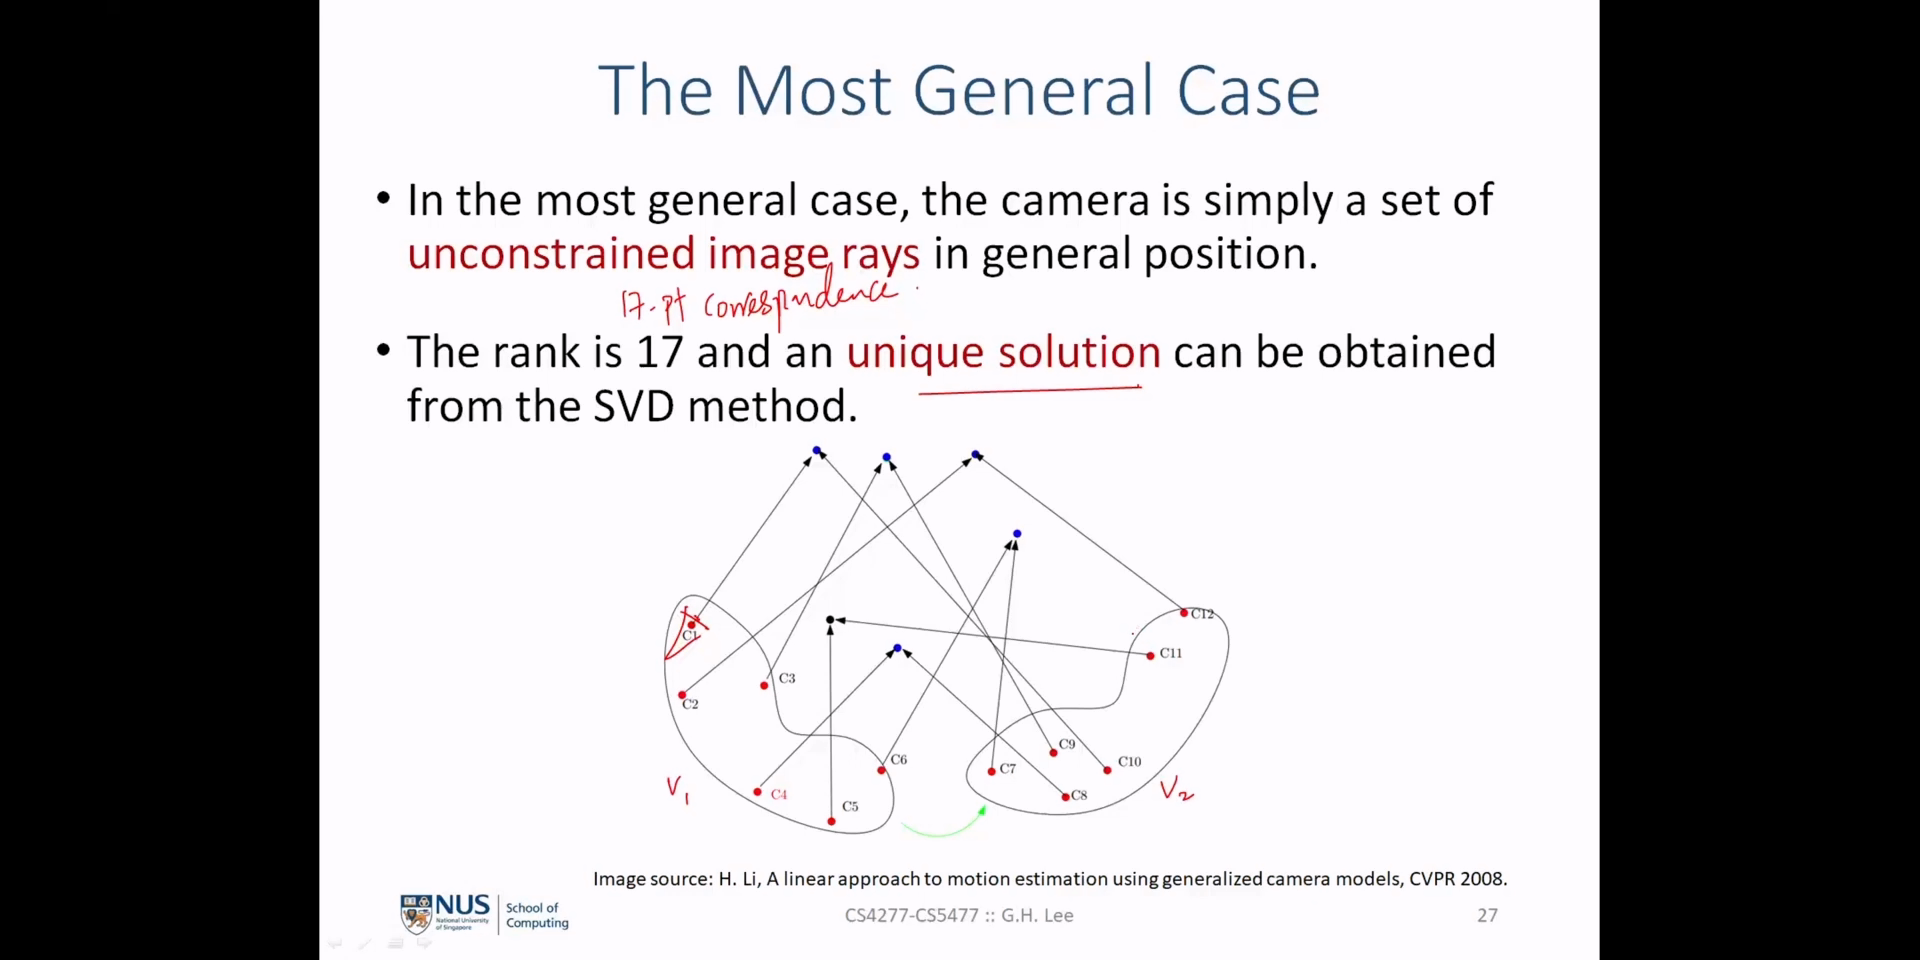 The Most General Case
• In the most general case, the camera is simply a set of
unconstrained image rays in general position.
17-pt correspondence.
• The rank is 17 and an unique solution can be obtained
from the SVD method.
C1
C2
C3
C4
C5
C6
C7
C8
C9
C10
C11
C12
V1
V2
Image source: H. Li, A linear approach to motion estimation using generalized camera models, CVPR 2008.
NUS
National University
of Singapore
School of
Computing
CS4277-CS5477 :: G.H. Lee
27